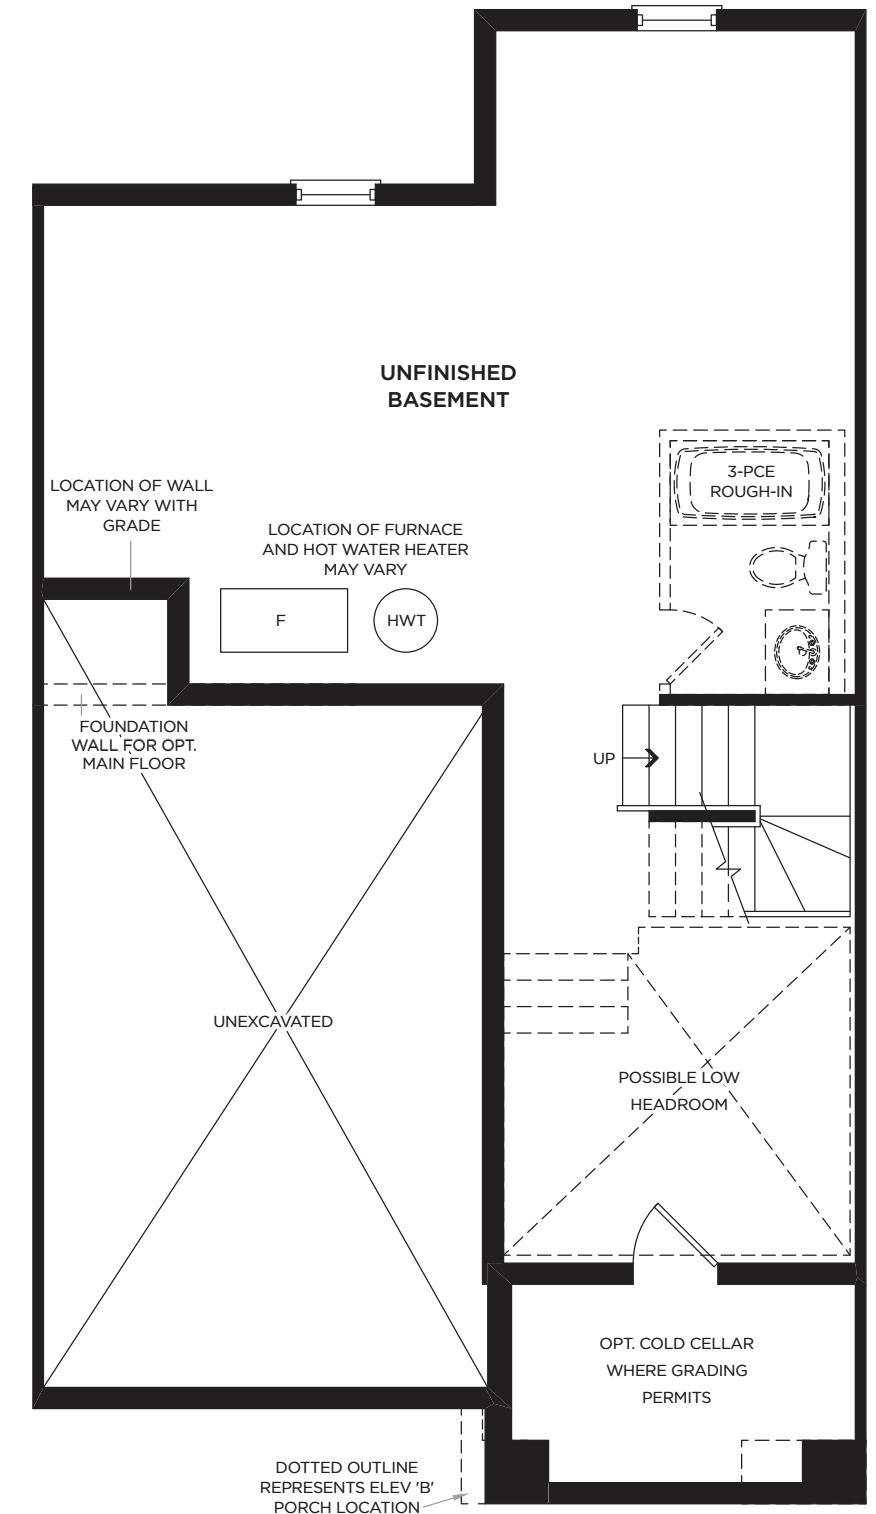 UNFINISHED
BASEMENT
3-PCE
ROUGH-IN
LOCATION OF WALL
MAY VARY WITH
GRADE
LOCATION OF FURNACE
AND HOT WATER HEATER
MAY VARY
F
HWT
FOUNDATION
WALL FOR OPT.
MAIN FLOOR
UP
UNEXCAVATED
POSSIBLE LOW
HEADROOM
OPT. COLD CELLAR
WHERE GRADING
PERMITS
DOTTED OUTLINE
REPRESENTS ELEV 'B'
PORCH LOCATION